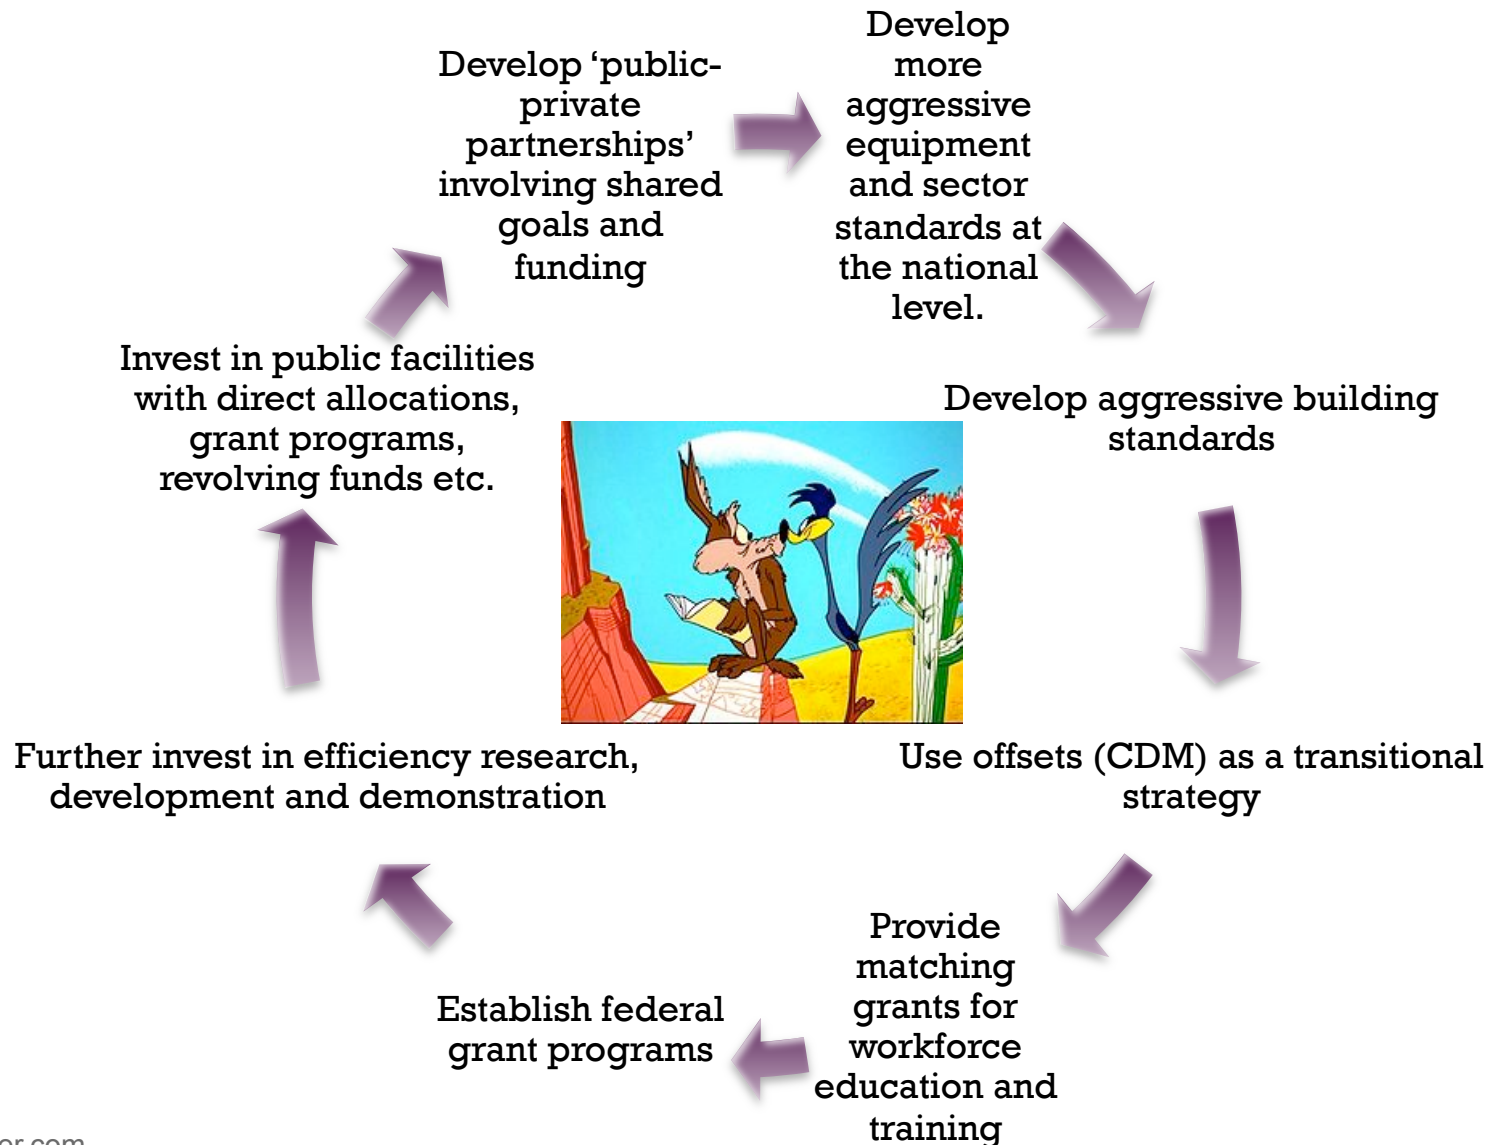 Develop
more
aggressive
equipment
and sector
standards at
the national
level.
Develop aggressive building
standards
Use offsets (CDM) as a transitional
strategy
Provide
matching
grants for
workforce
education and
training
Establish federal
grant programs
Further invest in efficiency research,
development and demonstration
Invest in public facilities
with direct allocations,
grant programs,
revolving funds etc.
Develop ‘public-
private
partnerships’
involving shared
goals and
funding